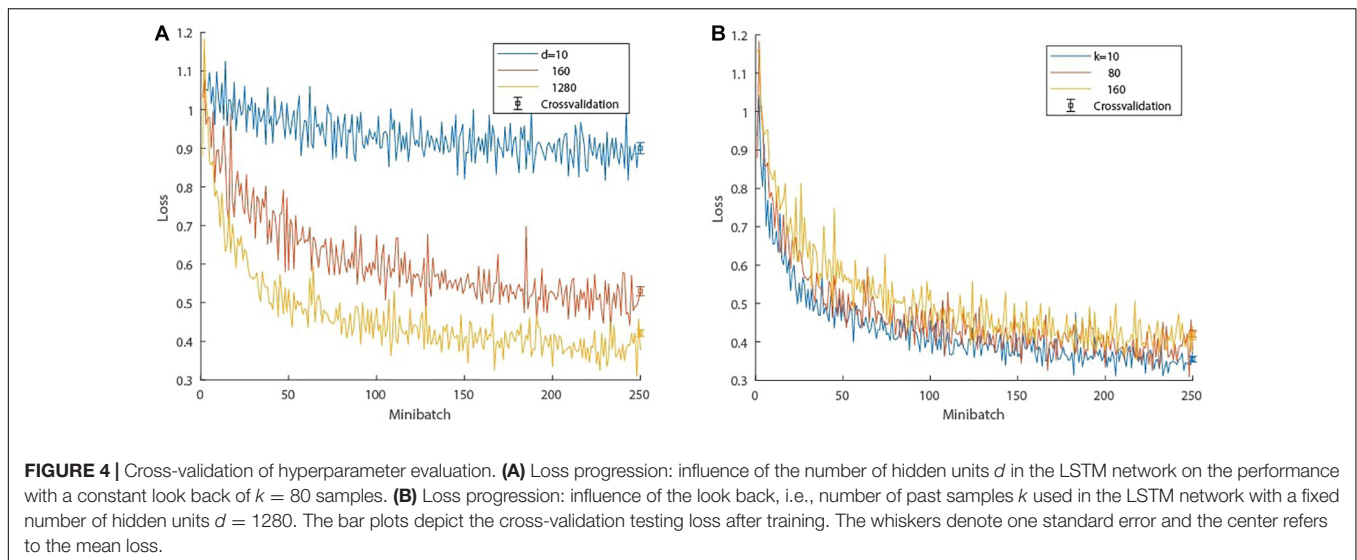 A
1.2
1.1
1
0.9
0.8
0.7
0.6
0.5
0.4
0.3
Loss
0
50
100
150
200
250
Minibatch
d=10
160
1280
Crossvalidation
B
1.2
1.1
1
0.9
0.8
0.7
0.6
0.5
0.4
0.3
Loss
0
50
100
150
200
250
Minibatch
k=10
80
160
Crossvalidation
FIGURE 4 | Cross-validation of hyperparameter evaluation. (A) Loss progression: influence of the number of hidden units d in the LSTM network on the performance
with a constant look back of k = 80 samples. (B) Loss progression: influence of the look back, i.e., number of past samples k used in the LSTM network with a fixed
number of hidden units d = 1280. The bar plots depict the cross-validation testing loss after training. The whiskers denote one standard error and the center refers
to the mean loss.